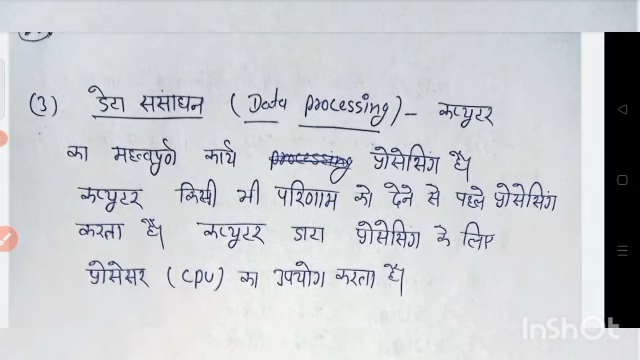 (3) डेटा संसाधन (Data processing) - कम्प्युटर
का महत्वपुर्ण कार्य processing प्रोसेसिंग है।
कम्प्युटर किसी भी परिणाम को देने से पहले प्रोसेसिंग
करता है। कम्प्युटर डाटा प्रोसेसिंग के लिए
प्रोसेसर (CPU) का उपयोग करता है।
InShOt